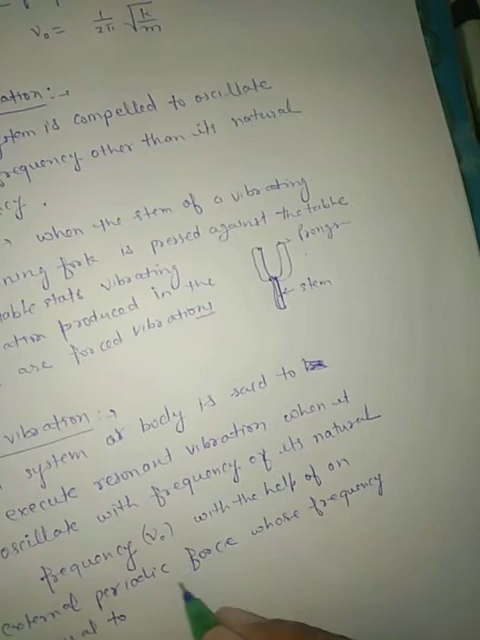 ν₀ = 1/2π √k/m
ation :→
stem is compelled to oscillate
frequency other than its natural
cy.
when the stem of a vibrating
ning fork is pressed against the table
table stats vibrating
ation produced in the
are forced vibrations
Prongs
stem
vibration :→
system or body is said to
execute resonant vibration when it
oscillate with frequency of its natural
frequency (ν₀) with the help of an
external periodic force whose frequency
ual to